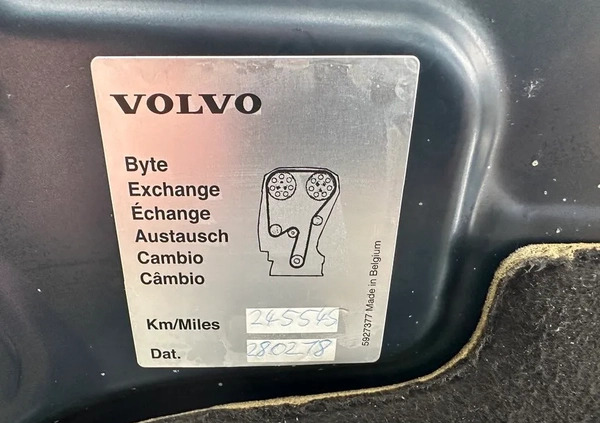 VOLVO
Byte
Exchange
Échange
Austausch
Cambio
Câmbio
Km/Miles 245545
Dat. 280218
5927377 Made in Belgium